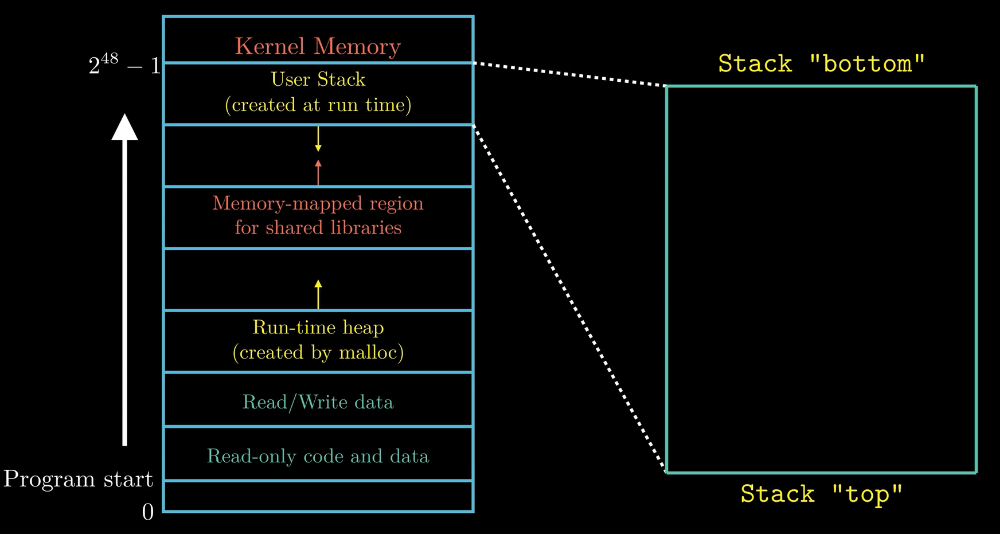 Kernel Memory
2^48 − 1
User Stack
(created at run time)
Memory-mapped region
for shared libraries
Run-time heap
(created by malloc)
Read/Write data
Read-only code and data
Program start
0
Stack "bottom"
Stack "top"